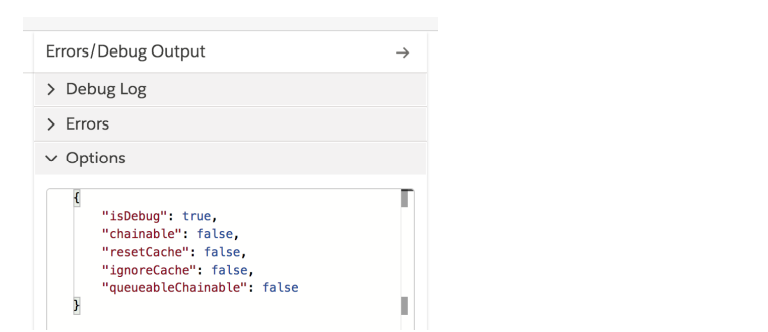 Errors/Debug Output
Debug Log
Errors
Options
{
"isDebug": true,
"chainable": false,
"resetCache": false,
"ignoreCache": false,
"queueableChainable": false
}